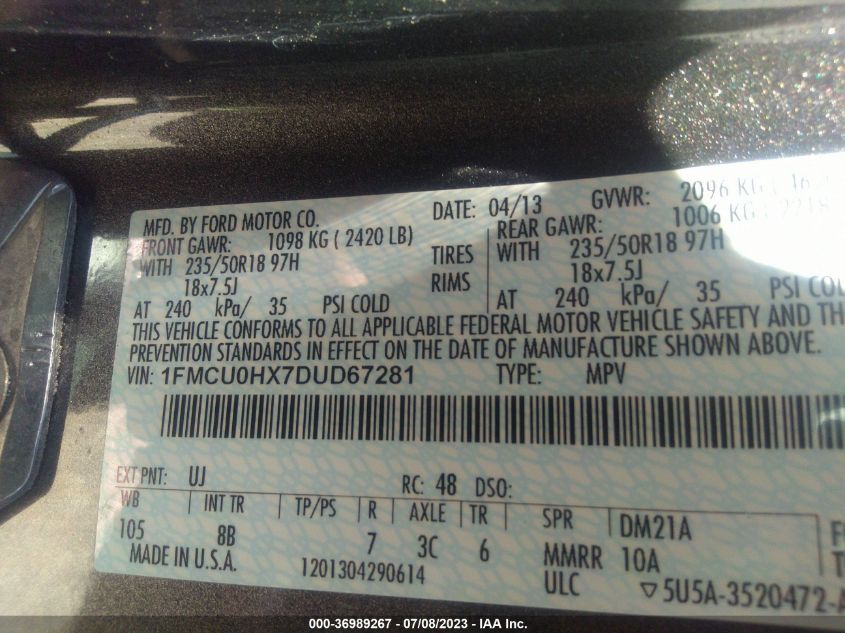 MFD. BY FORD MOTOR CO.
DATE: 04/13 GVWR: 2096 KG
FRONT GAWR: 1098 KG ( 2420 LB)
REAR GAWR: 1006 KG
WITH 235/50R18 97H TIRES WITH 235/50R18 97H
18x7.5J RIMS 18x7.5J
AT 240 kPa/ 35 PSI COLD AT 240 kPa/ 35 PSI COL
THIS VEHICLE CONFORMS TO ALL APPLICABLE FEDERAL MOTOR VEHICLE SAFETY AND TH
PREVENTION STANDARDS IN EFFECT ON THE DATE OF MANUFACTURE SHOWN ABOVE.
VIN: 1FMCU0HX7DUD67281 TYPE: MPV
EXT PNT: UJ RC: 48 DSO:
WB INT TR TP/PS R AXLE TR SPR DM21A
105 8B 7 3C 6 MMRR 10A
MADE IN U.S.A. 1201304290614 ULC 5U5A-3520472-A
000-36989267 - 07/08/2023 - IAA Inc.